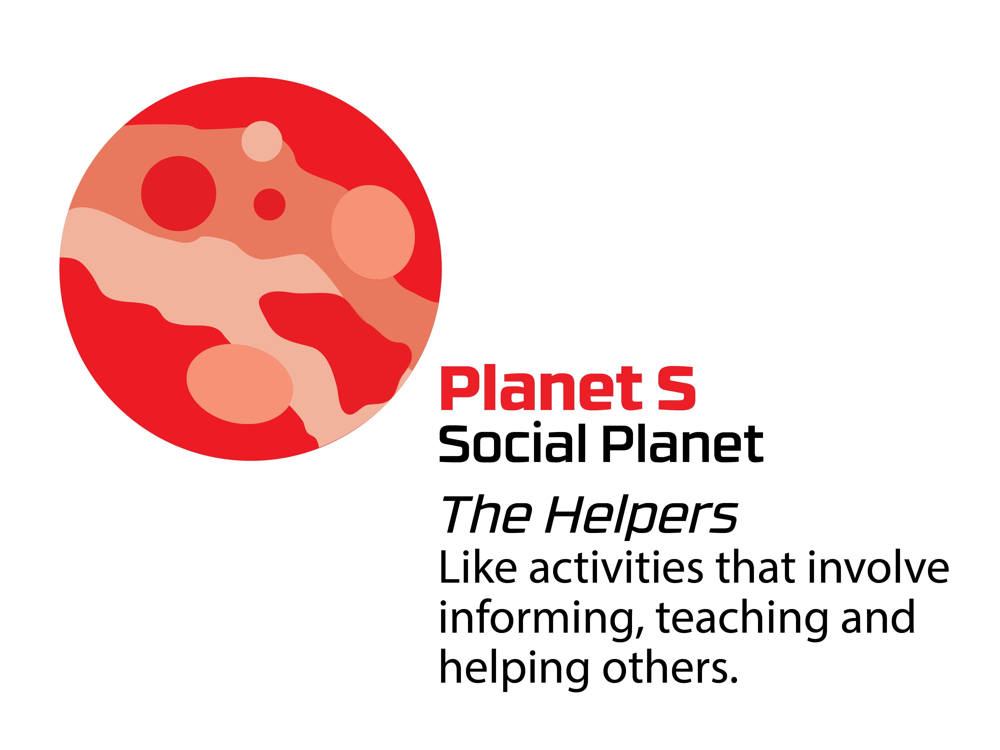 Planet S
Social Planet
The Helpers
Like activities that involve
informing, teaching and
helping others.